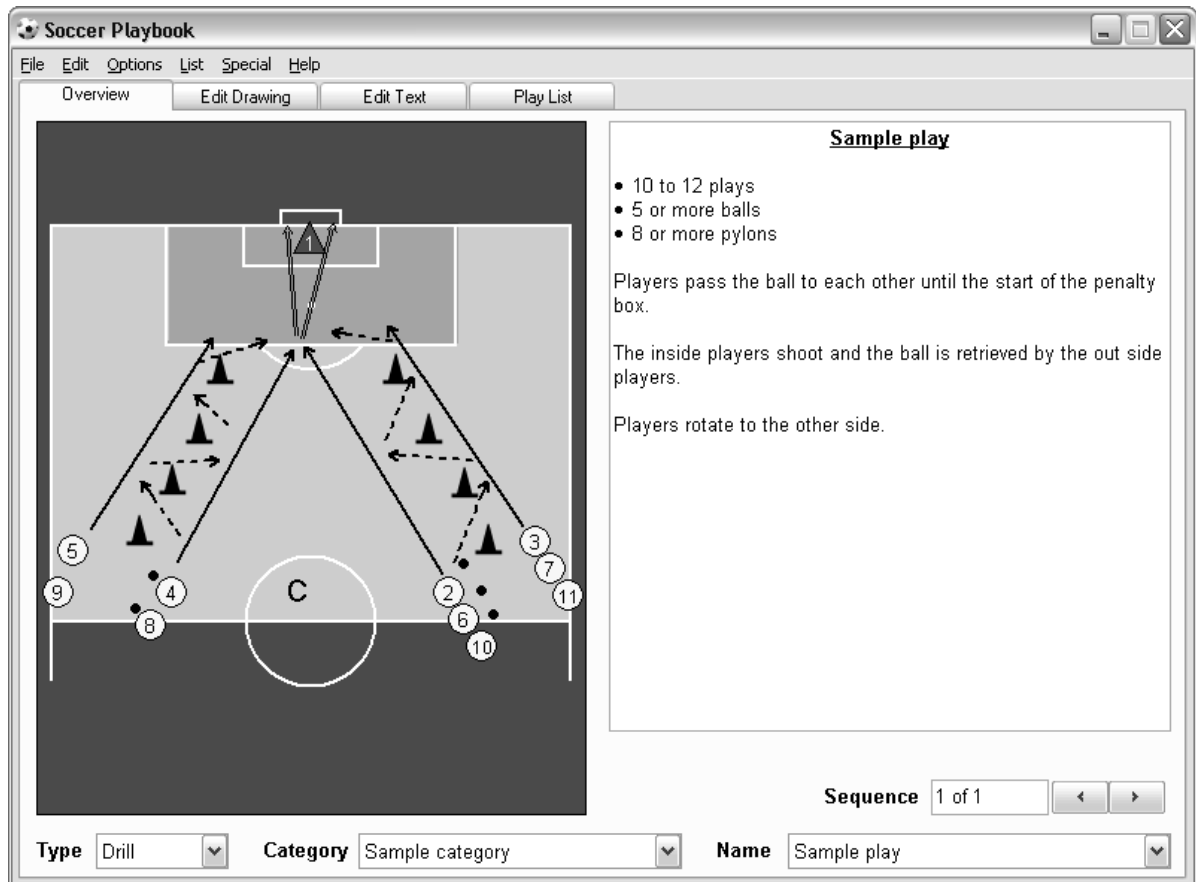 Soccer Playbook
File Edit Options List Special Help
Overview Edit Drawing Edit Text Play List
1
5
9
4
8
C
2
6
10
3
7
11
Sample play
• 10 to 12 plays
• 5 or more balls
• 8 or more pylons
Players pass the ball to each other until the start of the penalty
box.
The inside players shoot and the ball is retrieved by the out side
players.
Players rotate to the other side.
Sequence 1 of 1
Type Drill Category Sample category Name Sample play